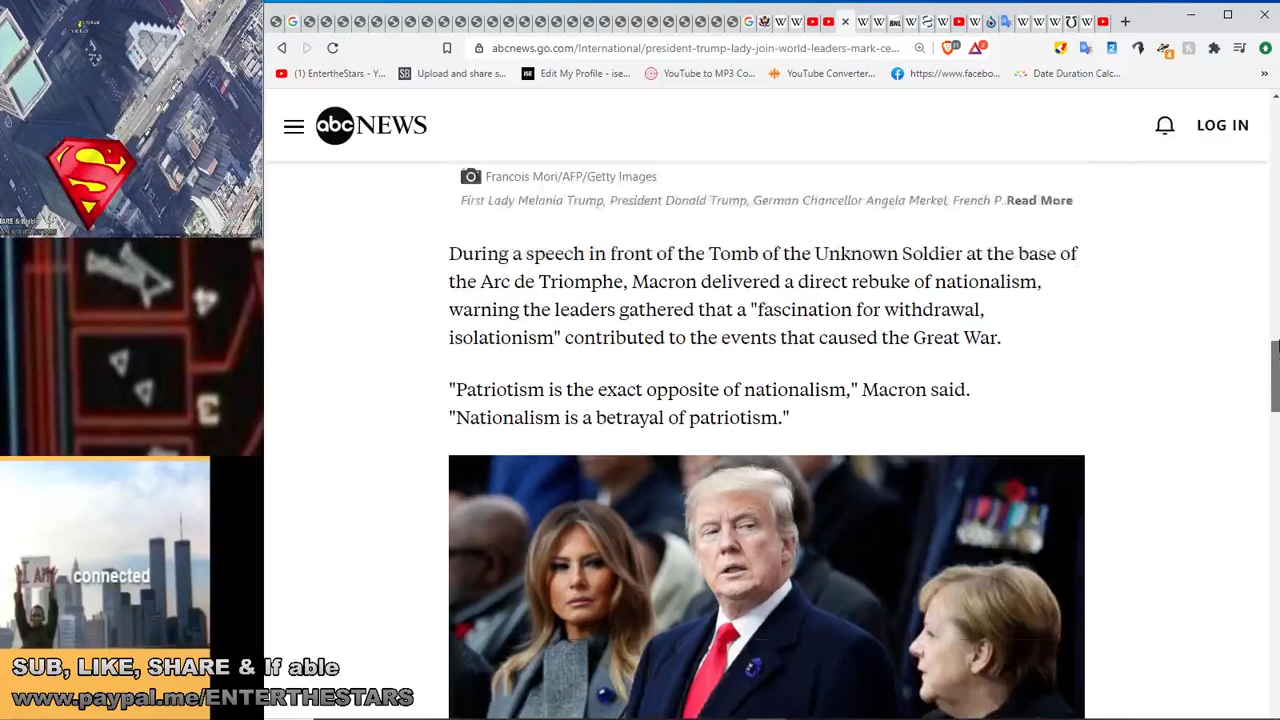 abcnews.go.com/International/president-trump-lady-join-world-leaders-mark-ce...
(1) EntertheStars - Y...
Upload and share s...
Edit My Profile - ise...
YouTube to MP3 Co...
YouTube Converter...
https://www.facebo...
Date Duration Calc...
»
abc NEWS
LOG IN
Francois Mori/AFP/Getty Images
First Lady Melania Trump, President Donald Trump, German Chancellor Angela Merkel, French P..Read More
During a speech in front of the Tomb of the Unknown Soldier at the base of
the Arc de Triomphe, Macron delivered a direct rebuke of nationalism,
warning the leaders gathered that a "fascination for withdrawal,
isolationism" contributed to the events that caused the Great War.
"Patriotism is the exact opposite of nationalism," Macron said.
"Nationalism is a betrayal of patriotism."
S
3
I AM
connected
SUB, LIKE, SHARE & If able
www.paypal.me/ENTERTHESTARS